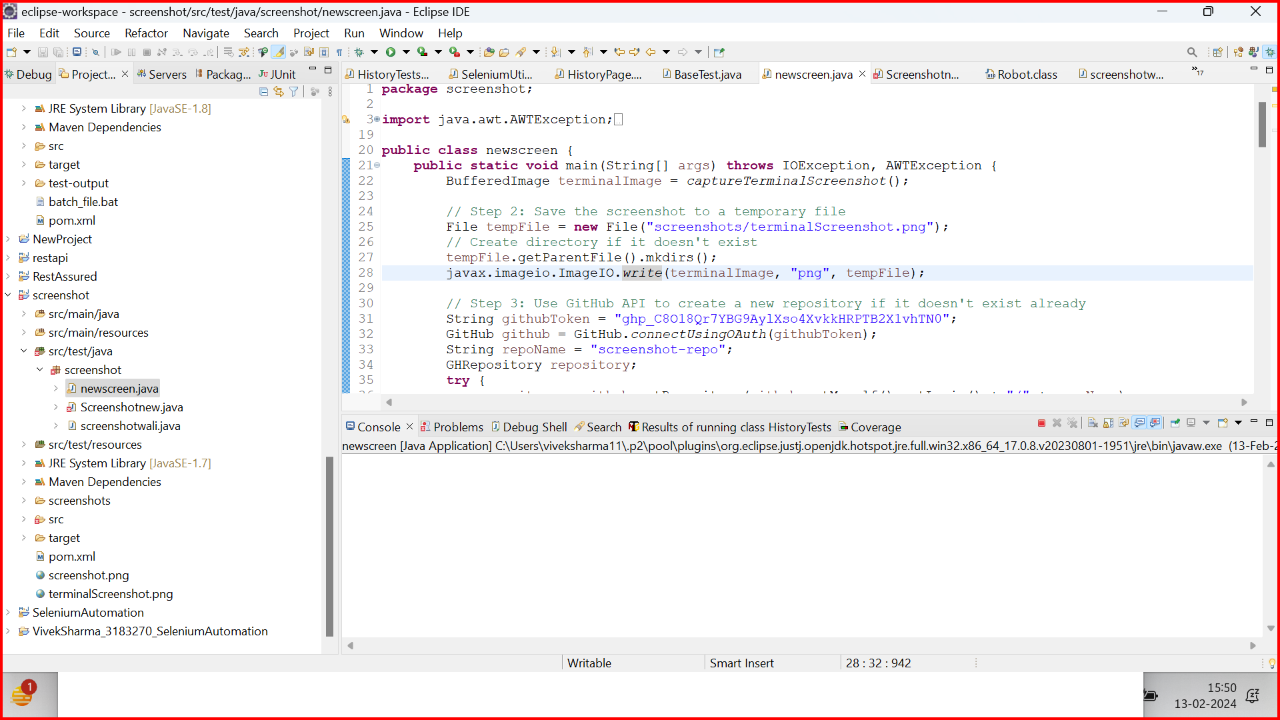 eclipse-workspace - screenshot/src/test/java/screenshot/newscreen.java - Eclipse IDE
File Edit Source Refactor Navigate Search Project Run Window Help
Debug Project... Servers Packag... JUnit
HistoryTests... SeleniumUti... HistoryPage.... BaseTest.java newscreen.java Screenshotn... Robot.class screenshotw... 17
JRE System Library [JavaSE-1.8]
Maven Dependencies
src
target
test-output
batch_file.bat
pom.xml
NewProject
restapi
RestAssured
screenshot
src/main/java
src/main/resources
src/test/java
screenshot
newscreen.java
Screenshotnew.java
screenshotwali.java
src/test/resources
JRE System Library [JavaSE-1.7]
Maven Dependencies
screenshots
src
target
pom.xml
screenshot.png
terminalScreenshot.png
SeleniumAutomation
VivekSharma_3183270_SeleniumAutomation
1 package screenshot;
2
3 import java.awt.AWTException;
19
20 public class newscreen {
21 public static void main(String[] args) throws IOException, AWTException {
22 BufferedImage terminalImage = captureTerminalScreenshot();
23
24 // Step 2: Save the screenshot to a temporary file
25 File tempFile = new File("screenshots/terminalScreenshot.png");
26 // Create directory if it doesn't exist
27 tempFile.getParentFile().mkdirs();
28 javax.imageio.ImageIO.write(terminalImage, "png", tempFile);
29
30 // Step 3: Use GitHub API to create a new repository if it doesn't exist already
31 String githubToken =
32 GitHub github = GitHub.connectUsingOAuth(githubToken);
33 String repoName = "screenshot-repo";
34 GHRepository repository;
35 try {
Console Problems Debug Shell Search Results of running class HistoryTests Coverage
newscreen [Java Application] C:\Users\viveksharma11\.p2\pool\plugins\org.eclipse.justj.openjdk.hotspot.jre.full.win32.x86_64_17.0.8.v20230801-1951\jre\bin\javaw.exe (13-Feb-2
Writable Smart Insert 28 : 32 : 942
1
15:50
13-02-2024